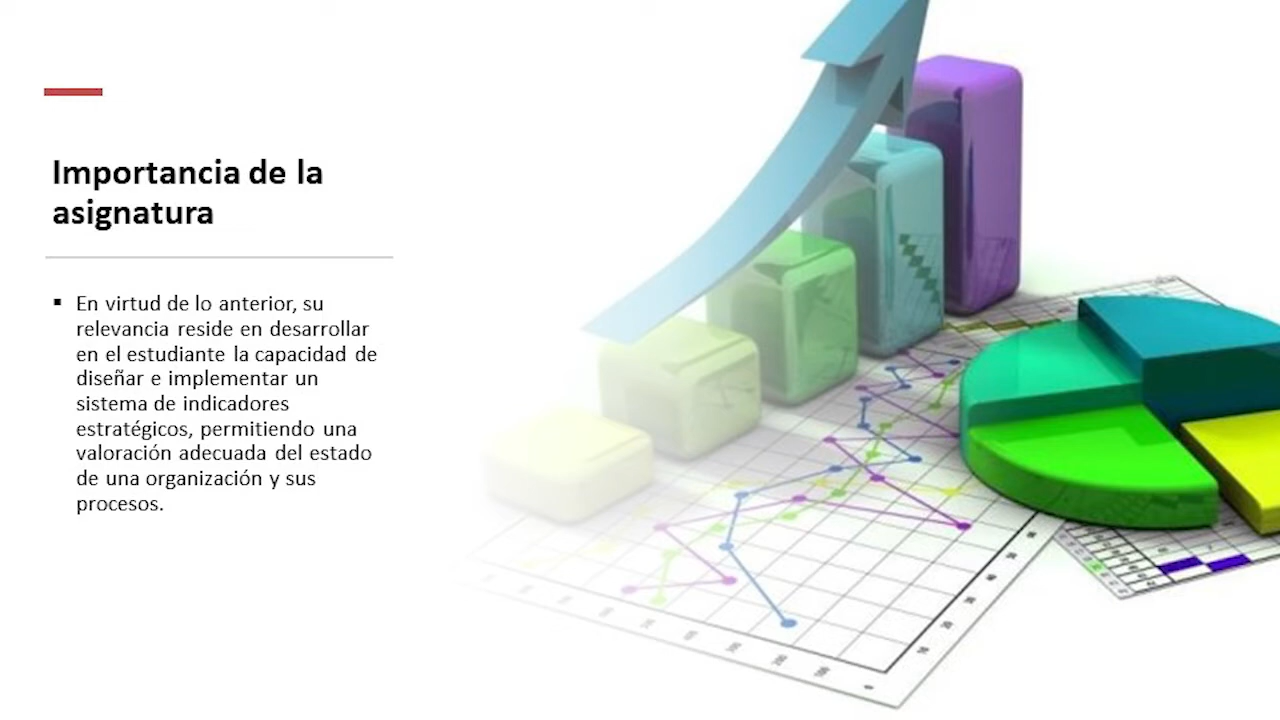 Importancia de la
asignatura
▪ En virtud de lo anterior, su
relevancia reside en desarrollar
en el estudiante la capacidad de
diseñar e implementar un
sistema de indicadores
estratégicos, permitiendo una
valoración adecuada del estado
de una organización y sus
procesos.